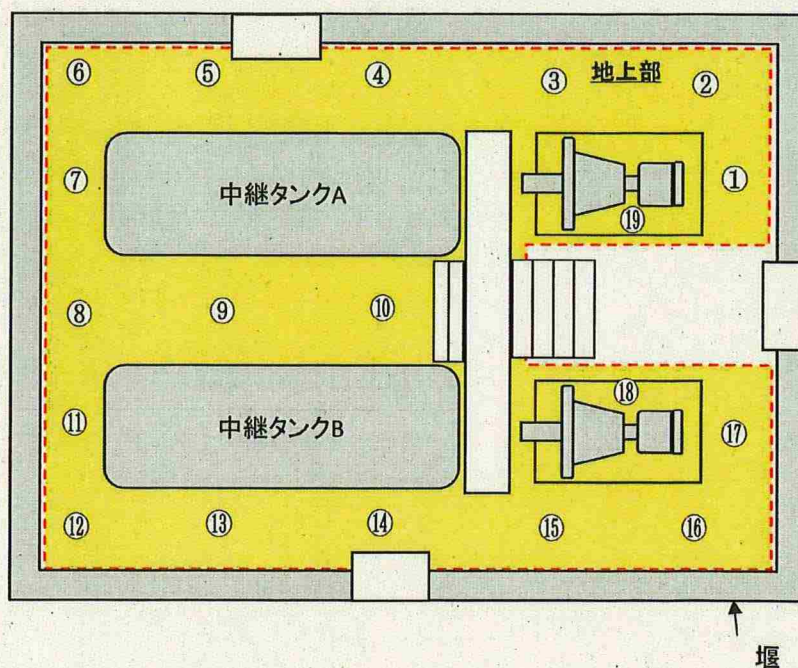 ⑥ ⑤ ④ ③ 地上部 ②
⑦ 中継タンクA ① ⑲
⑧ ⑨ ⑩
⑪ 中継タンクB ⑱ ⑰
⑫ ⑬ ⑭ ⑮ ⑯
堰